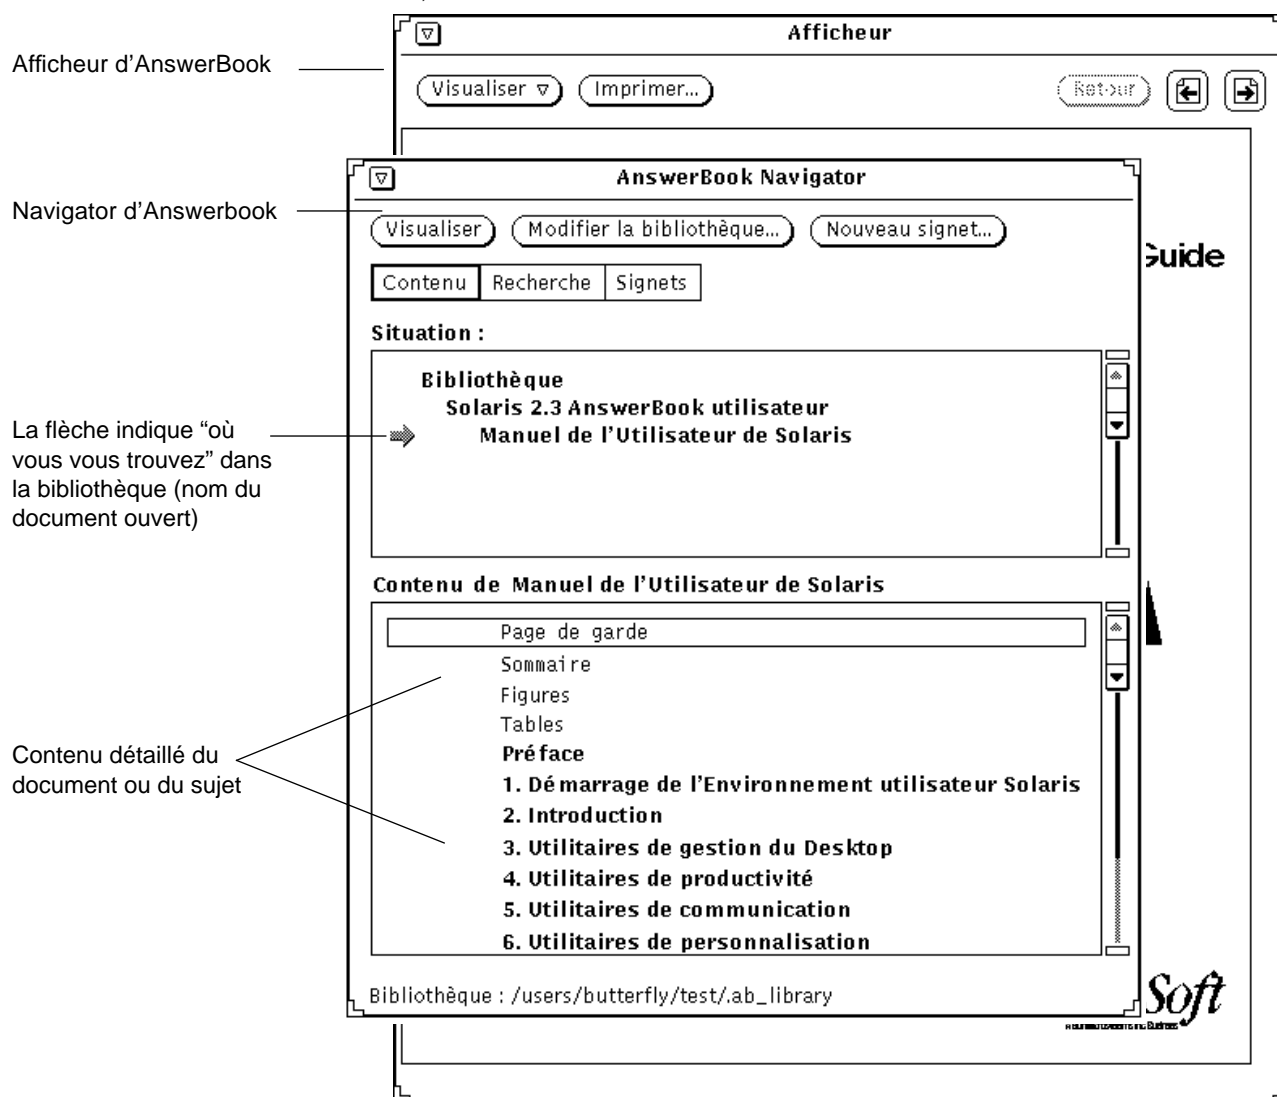 Afficheur
Afficheur d’AnswerBook
Visualiser Imprimer... Retour
AnswerBook Navigator
Navigator d’Answerbook
Visualiser Modifier la bibliothèque... Nouveau signet...
Guide
Contenu Recherche Signets
Situation :
Bibliothèque
Solaris 2.3 AnswerBook utilisateur
Manuel de l’Utilisateur de Solaris
La flèche indique “où
vous vous trouvez” dans
la bibliothèque (nom du
document ouvert)
Contenu de Manuel de l’Utilisateur de Solaris
Page de garde
Sommaire
Figures
Tables
Préface
1. Démarrage de l’Environnement utilisateur Solaris
2. Introduction
3. Utilitaires de gestion du Desktop
4. Utilitaires de productivité
5. Utilitaires de communication
6. Utilitaires de personnalisation
Contenu détaillé du
document ou du sujet
Bibliothèque : /users/butterfly/test/.ab_library
Soft